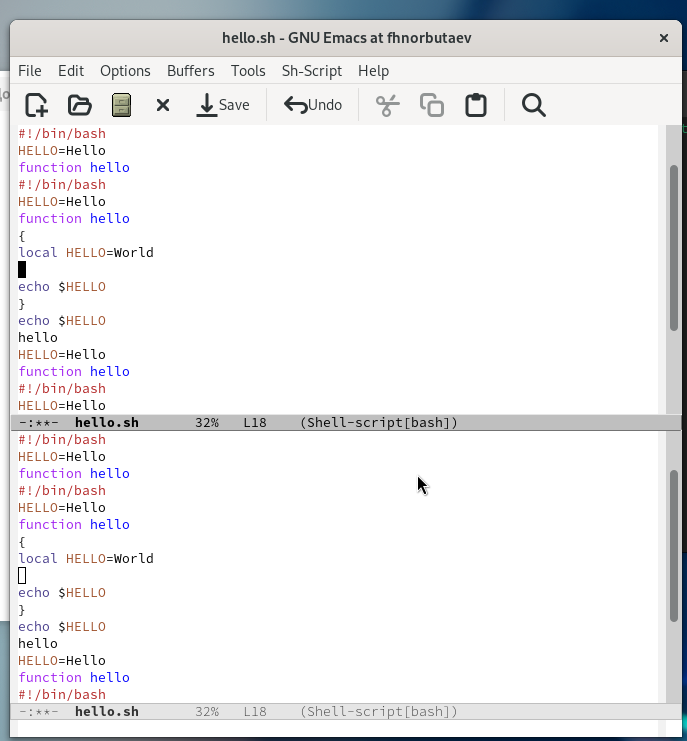 hello.sh - GNU Emacs at fhnorbutaev ×
File Edit Options Buffers Tools Sh-Script Help
Save Undo
#!/bin/bash
HELLO=Hello
function hello
#!/bin/bash
HELLO=Hello
function hello
{
local HELLO=World
echo $HELLO
}
echo $HELLO
hello
HELLO=Hello
function hello
#!/bin/bash
HELLO=Hello
-:**- hello.sh 32% L18 (Shell-script[bash])
#!/bin/bash
HELLO=Hello
function hello
#!/bin/bash
HELLO=Hello
function hello
{
local HELLO=World
echo $HELLO
}
echo $HELLO
hello
HELLO=Hello
function hello
#!/bin/bash
-:**- hello.sh 32% L18 (Shell-script[bash])